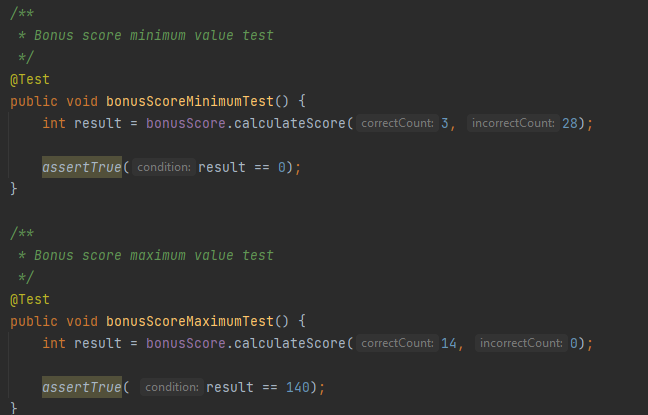 /**
 * Bonus score minimum value test
 */
@Test
public void bonusScoreMinimumTest() {
    int result = bonusScore.calculateScore( correctCount: 3, incorrectCount: 28);

    assertTrue( condition: result == 0);
}

/**
 * Bonus score maximum value test
 */
@Test
public void bonusScoreMaximumTest() {
    int result = bonusScore.calculateScore( correctCount: 14, incorrectCount: 0);

    assertTrue( condition: result == 140);
}